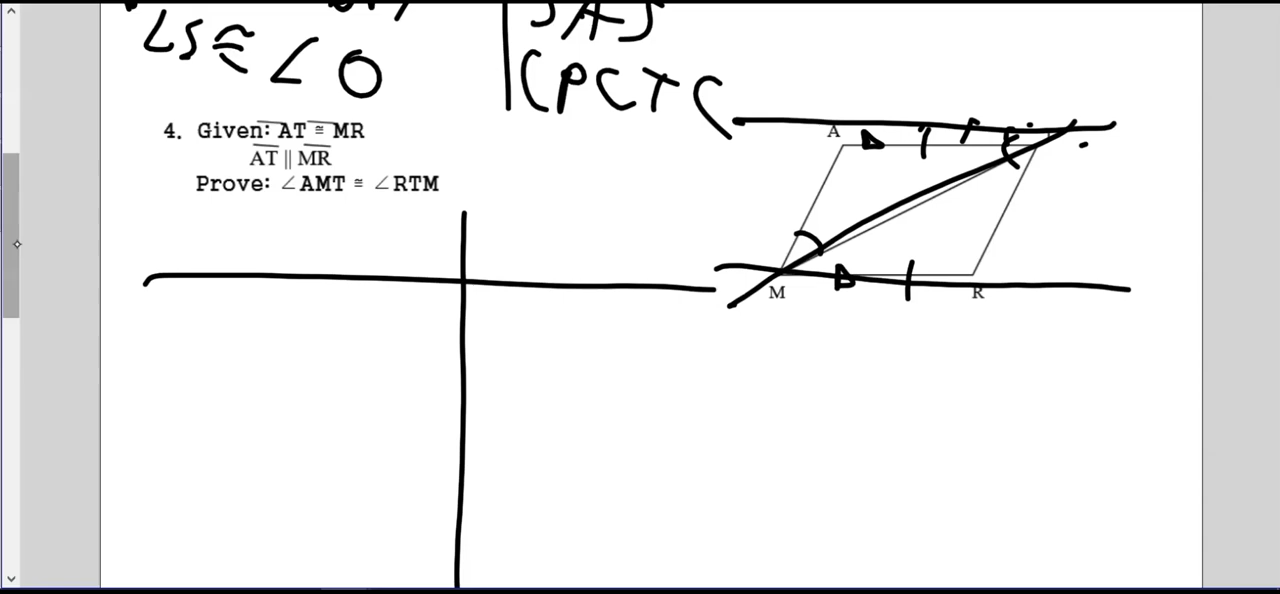 ∠S ≅ ∠O
SAS
CPCTC
4. Given: AT ≅ MR
AT || MR
Prove: ∠AMT ≅ ∠RTM
A
M
R